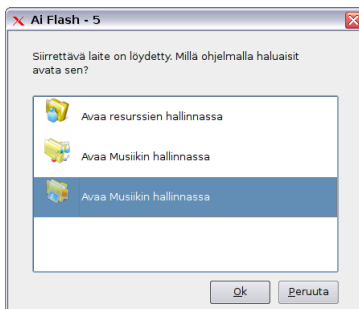 Ai Flash - 5
Siirrettävä laite on löydetty. Millä ohjelmalla haluaisit
avata sen?
Avaa resurssien hallinnassa
Avaa Musiikin hallinnassa
Avaa Musiikin hallinnassa
Ok Peruuta